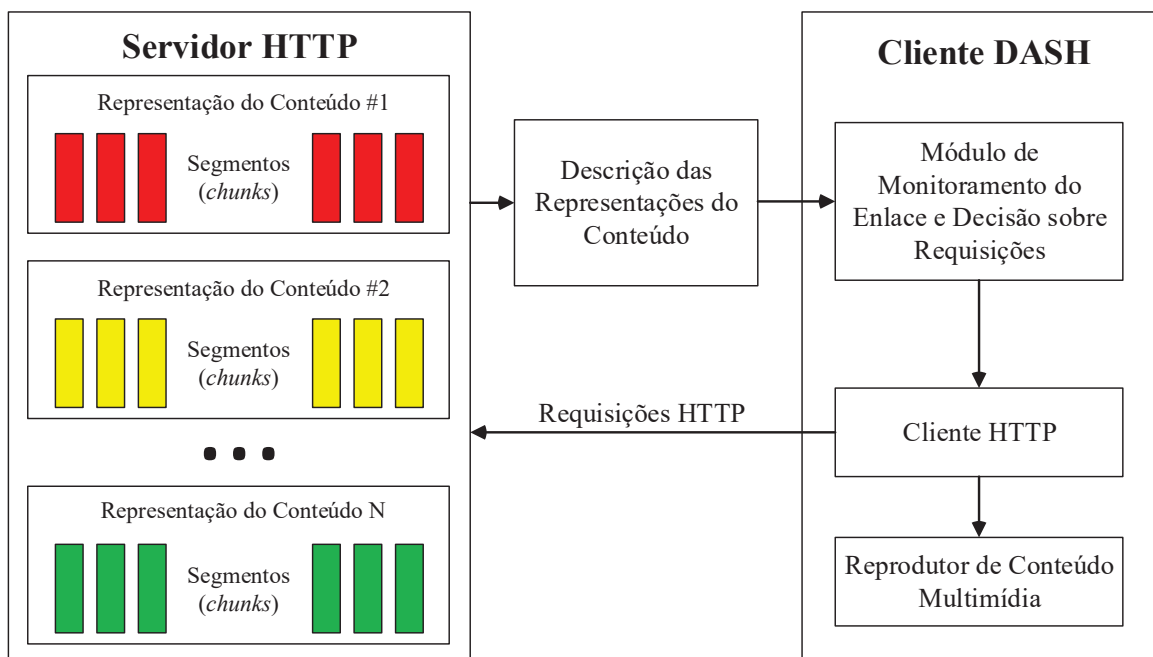 Servidor HTTP
Representação do Conteúdo #1
Segmentos
(chunks)
Representação do Conteúdo #2
Segmentos
(chunks)
Representação do Conteúdo N
Segmentos
(chunks)
Descrição das
Representações do
Conteúdo
Requisições HTTP
Cliente DASH
Módulo de
Monitoramento do
Enlace e Decisão sobre
Requisições
Cliente HTTP
Reprodutor de Conteúdo
Multimídia